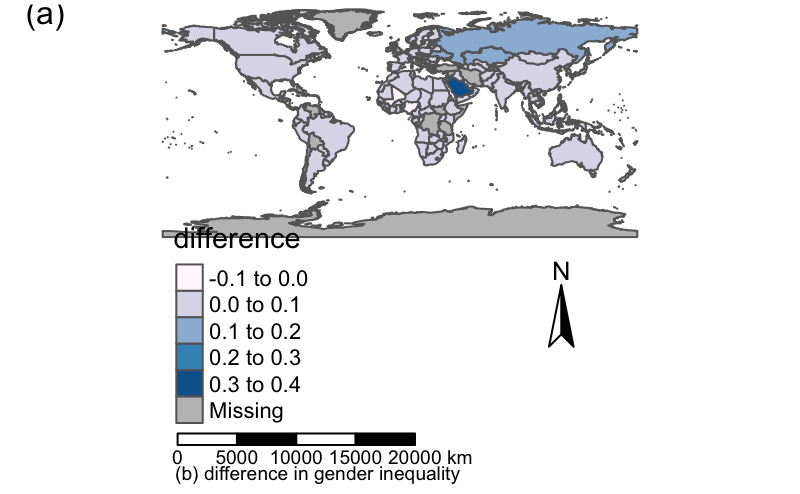 (a)
difference
-0.1 to 0.0
0.0 to 0.1
0.1 to 0.2
0.2 to 0.3
0.3 to 0.4
Missing
N
0 5000 10000 15000 20000 km
(b) difference in gender inequality